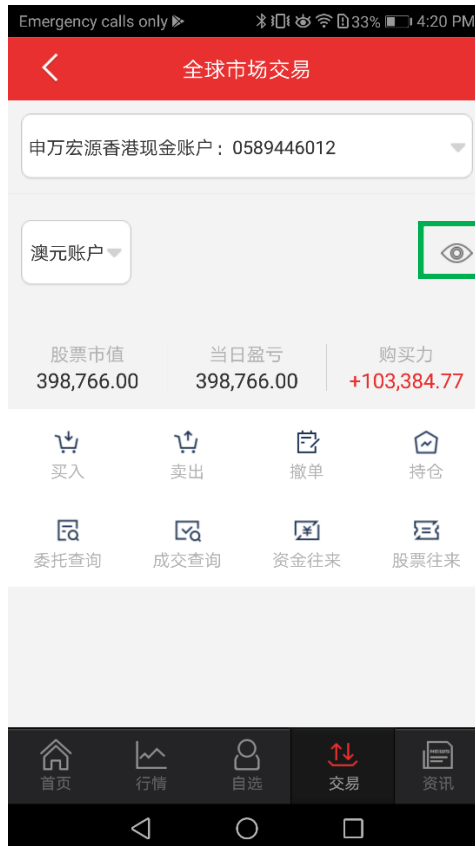 Emergency calls only 33% 4:20 PM
全球市场交易
申万宏源香港现金账户：0589446012
澳元账户
股票市值 当日盈亏 购买力
398,766.00 398,766.00 +103,384.77
买入 卖出 撤单 持仓
委托查询 成交查询 资金往来 股票往来
首页 行情 自选 交易 资讯